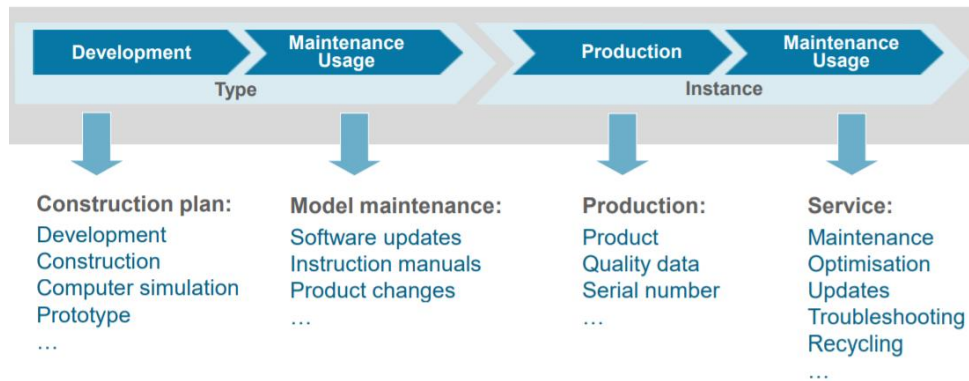 Development
Maintenance
Usage
Production
Maintenance
Usage
Type
Instance
Construction plan:
Development
Construction
Computer simulation
Prototype
…
Model maintenance:
Software updates
Instruction manuals
Product changes
…
Production:
Product
Quality data
Serial number
…
Service:
Maintenance
Optimisation
Updates
Troubleshooting
Recycling
…